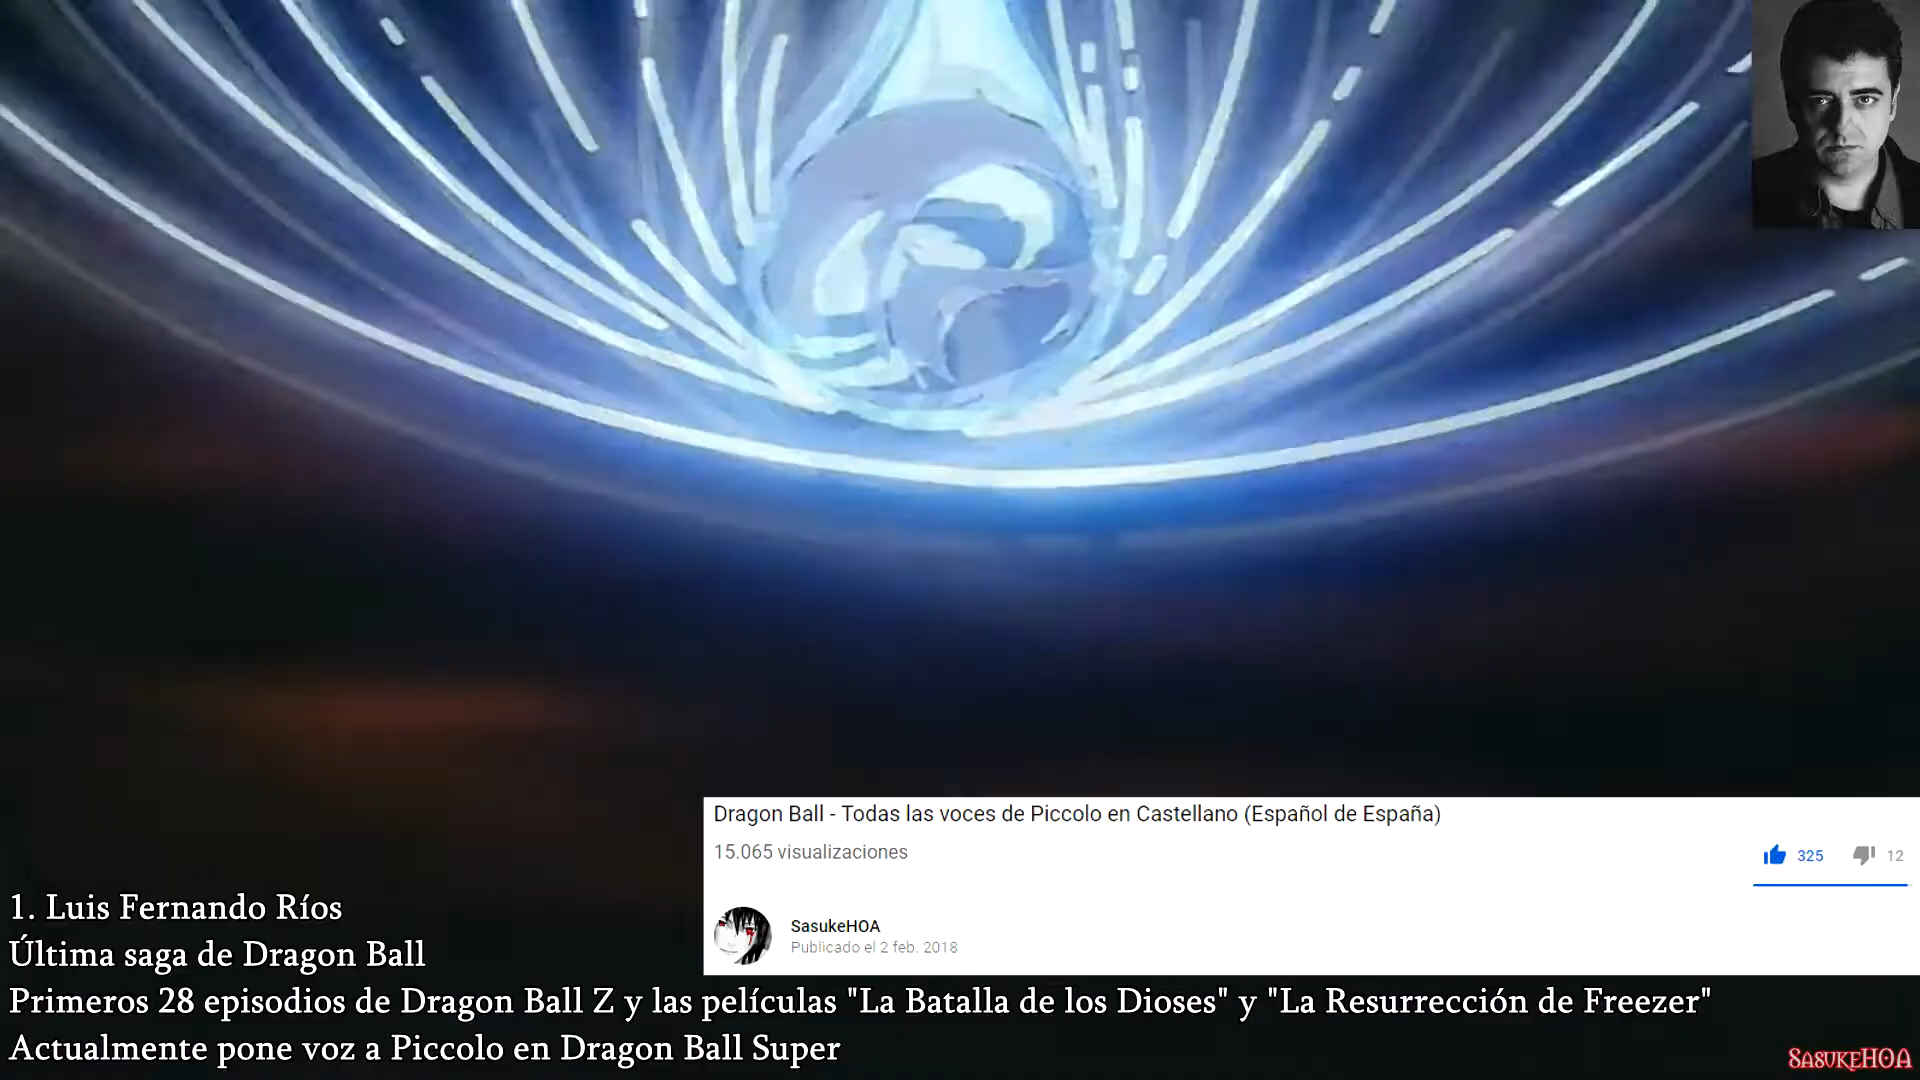 Dragon Ball - Todas las voces de Piccolo en Castellano (Español de España)
15.065 visualizaciones
325
12
SasukeHOA
Publicado el 2 feb. 2018
1. Luis Fernando Ríos
Última saga de Dragon Ball
Primeros 28 episodios de Dragon Ball Z y las películas "La Batalla de los Dioses" y "La Resurrección de Freezer"
Actualmente pone voz a Piccolo en Dragon Ball Super
SASUKEHOA